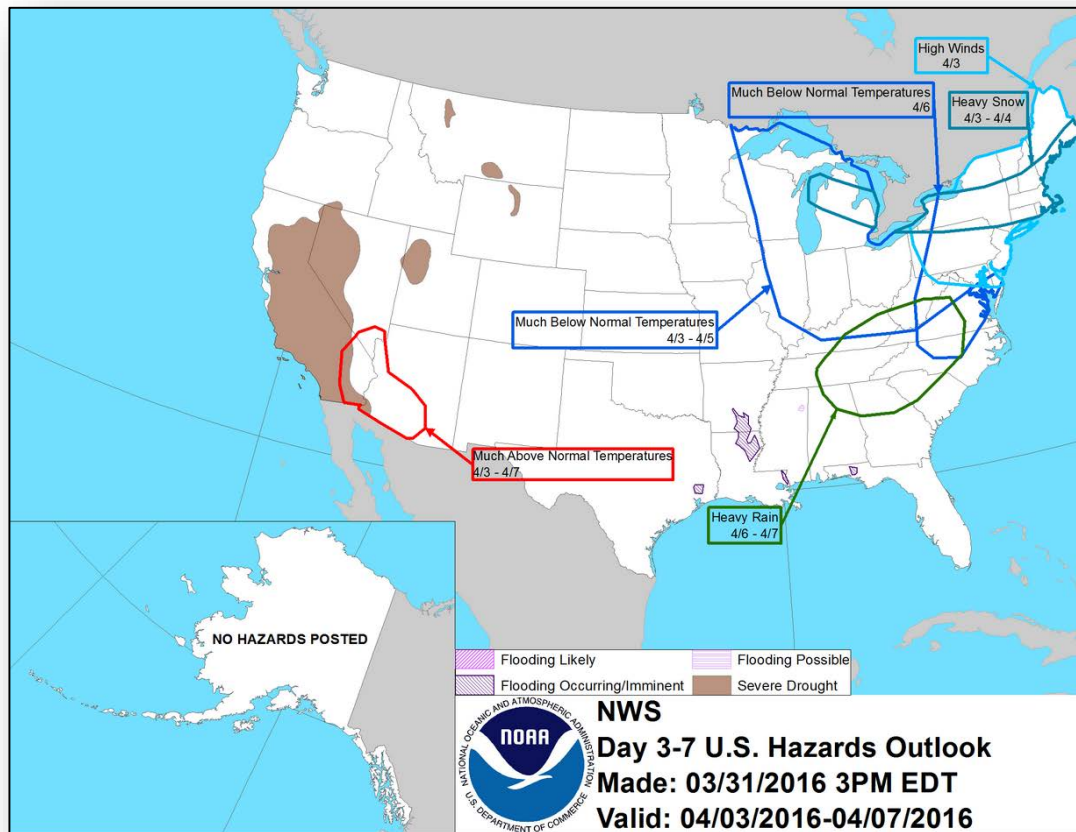 High Winds
4/3
Much Below Normal Temperatures
4/6
Heavy Snow
4/3 - 4/4
Much Below Normal Temperatures
4/3 - 4/5
Much Above Normal Temperatures
4/3 - 4/7
Heavy Rain
4/6 - 4/7
NO HAZARDS POSTED
Flooding Likely
Flooding Possible
Flooding Occurring/Imminent
Severe Drought
NATIONAL OCEANIC AND ATMOSPHERIC ADMINISTRATION
NOAA
U.S. DEPARTMENT OF COMMERCE
NWS
Day 3-7 U.S. Hazards Outlook
Made: 03/31/2016 3PM EDT
Valid: 04/03/2016-04/07/2016